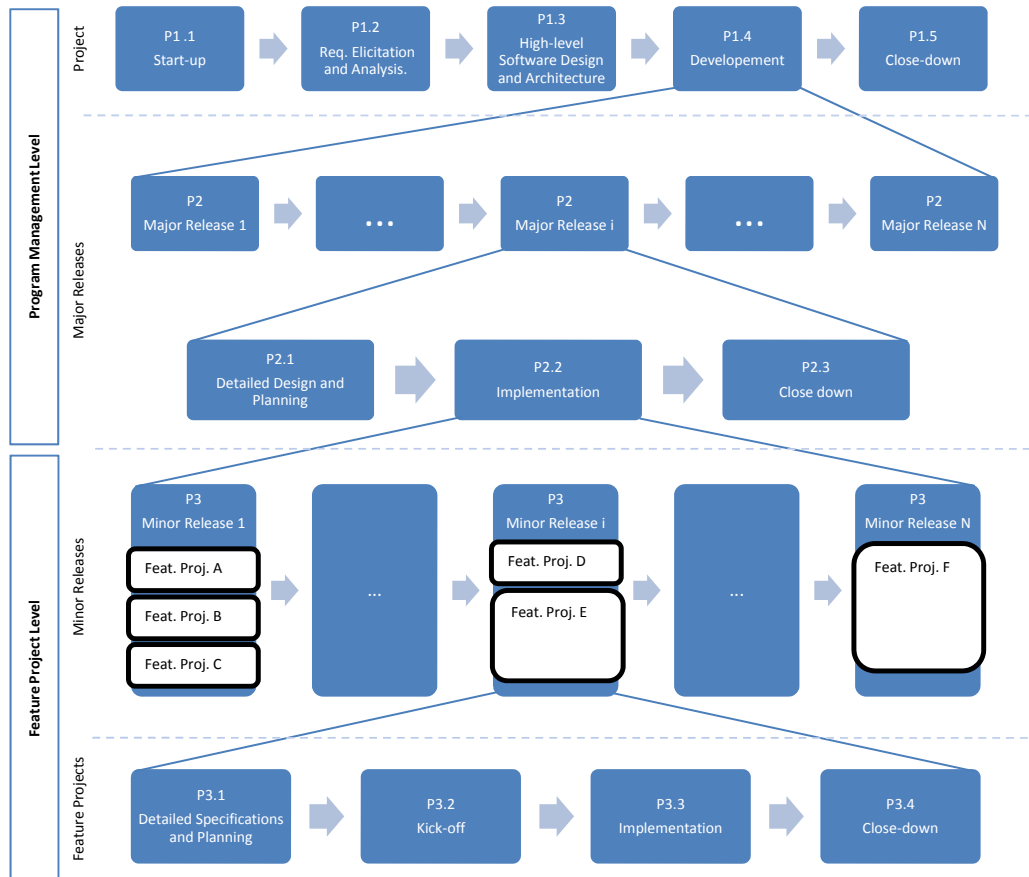 Program Management Level
Project
P1 .1
Start-up
P1.2
Req. Elicitation
and Analysis.
P1.3
High-level
Software Design
and Architecture
P1.4
Developement
P1.5
Close-down
Major Releases
P2
Major Release 1
...
P2
Major Release i
...
P2
Major Release N
P2.1
Detailed Design and
Planning
P2.2
Implementation
P2.3
Close down
Feature Project Level
Minor Releases
P3
Minor Release 1
Feat. Proj. A
Feat. Proj. B
Feat. Proj. C
...
P3
Minor Release i
Feat. Proj. D
Feat. Proj. E
...
P3
Minor Release N
Feat. Proj. F
Feature Projects
P3.1
Detailed Specifications
and Planning
P3.2
Kick-off
P3.3
Implementation
P3.4
Close-down